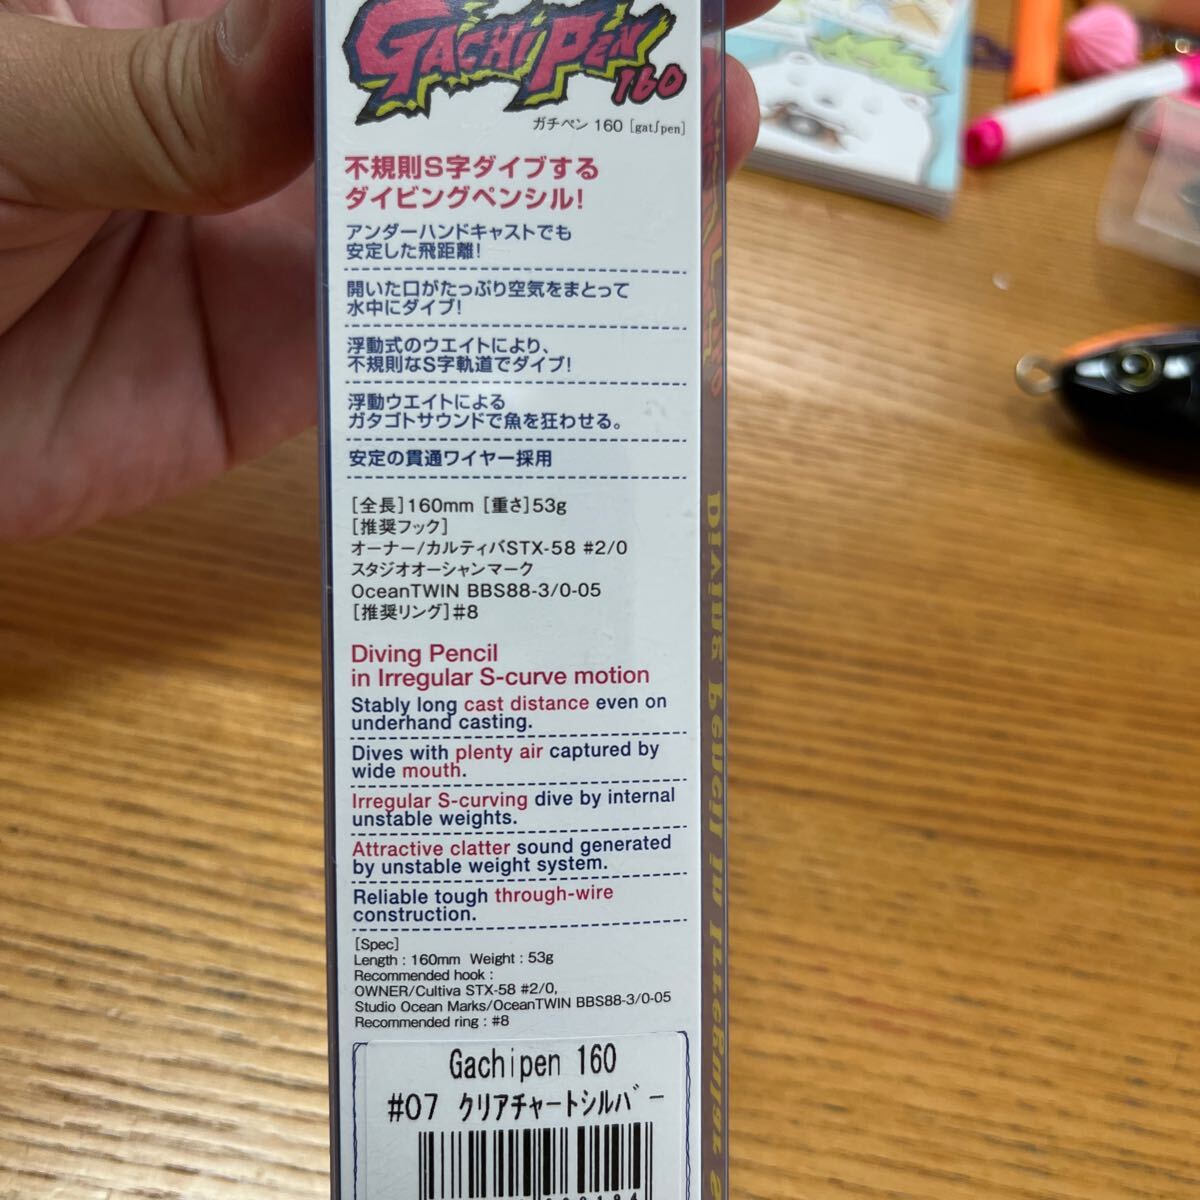 GACHIPEN
160
ガチペン 160 [gatʃpen]
不規則S字ダイブする
ダイビングペンシル!
アンダーハンドキャストでも
安定した飛距離!
開いた口がたっぷり空気をまとって
水中にダイブ!
浮動式のウエイトにより、
不規則なS字軌道でダイブ!
浮動ウエイトによる
ガタゴトサウンドで魚を狂わせる。
安定の貫通ワイヤー採用
[全長]160mm [重さ]53g
[推奨フック]
オーナー/カルティバSTX-58 #2/0
スタジオオーシャンマーク
OceanTWIN BBS88-3/0-05
[推奨リング]#8
Diving Pencil
in Irregular S-curve motion
Stably long cast distance even on
underhand casting.
Dives with plenty air captured by
wide mouth.
Irregular S-curving dive by internal
unstable weights.
Attractive clatter sound generated
by unstable weight system.
Reliable tough through-wire
construction.
[Spec]
Length : 160mm Weight : 53g
Recommended hook :
OWNER/Cultiva STX-58 #2/0,
Studio Ocean Marks/OceanTWIN BBS88-3/0-05
Recommended ring : #8
Gachipen 160
#07 クリアチャートシルバー
Diving Pencil in Irregular S